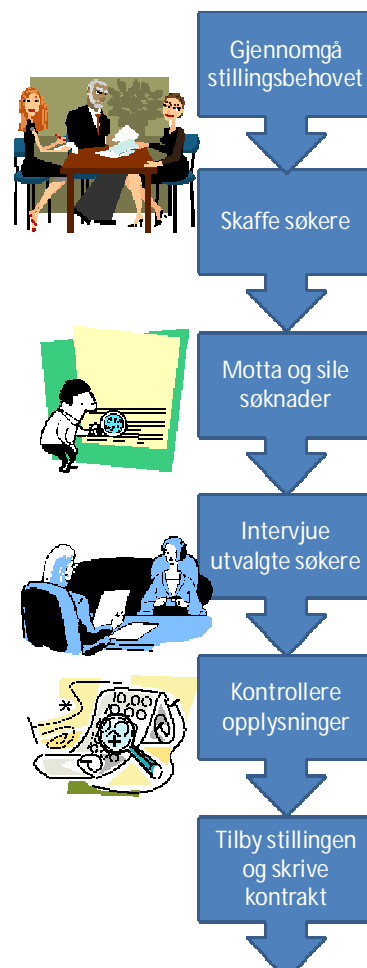 Gjennomgå
stillingsbehovet
Skaffe søkere
Motta og sile
søknader
Intervjue
utvalgte søkere
Kontrollere
opplysninger
Tilby stillingen
og skrive
kontrakt